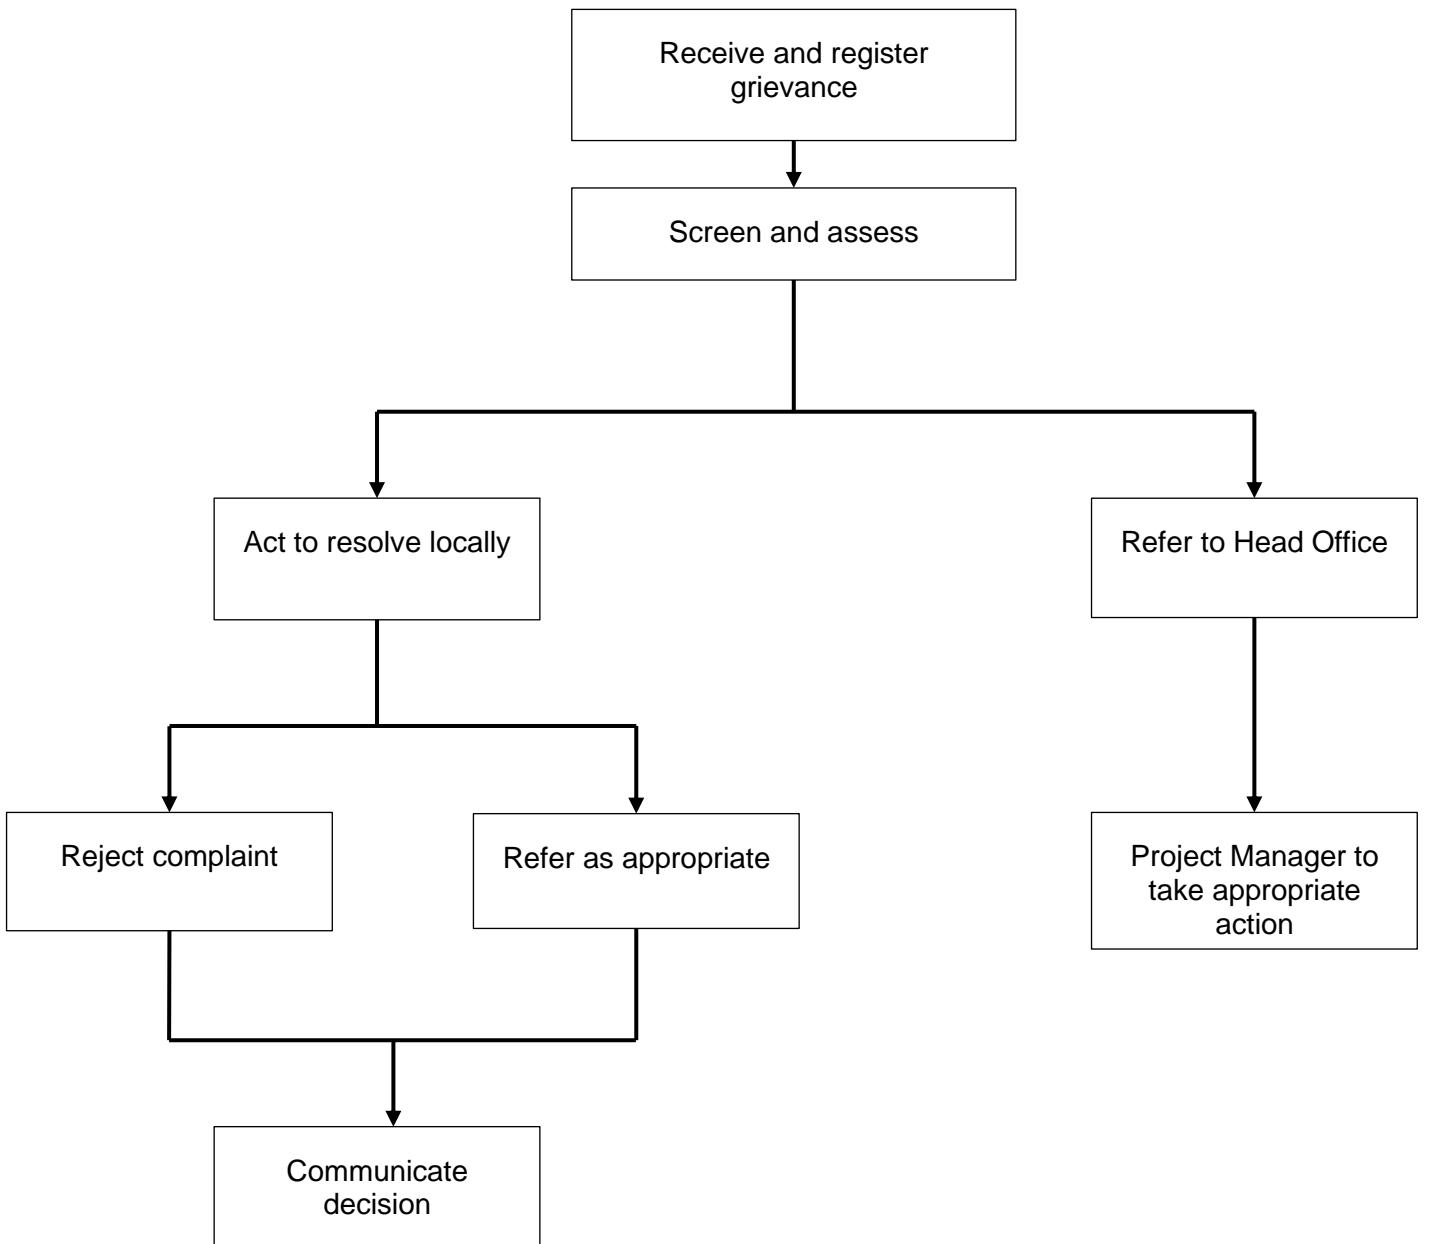 Receive and register
grievance
Screen and assess
Act to resolve locally
Refer to Head Office
Reject complaint
Refer as appropriate
Project Manager to
take appropriate
action
Communicate
decision